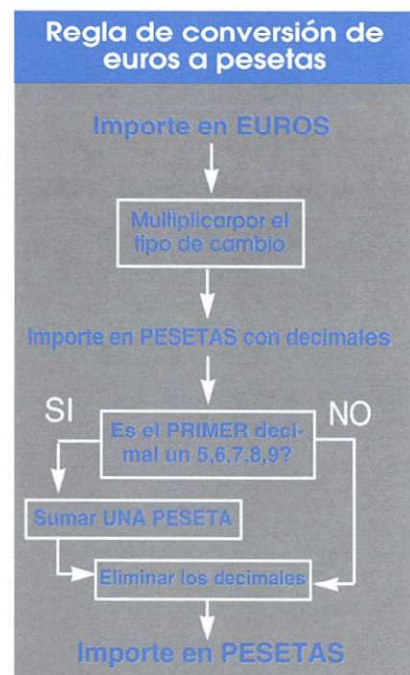 Regla de conversión de
euros a pesetas
Importe en EUROS
Multiplicarpor el
tipo de cambio
Importe en PESETAS con decimales
SI
NO
Es el PRIMER deci-
mal un 5,6,7,8,9?
Sumar UNA PESETA
Eliminar los decimales
Importe en PESETAS